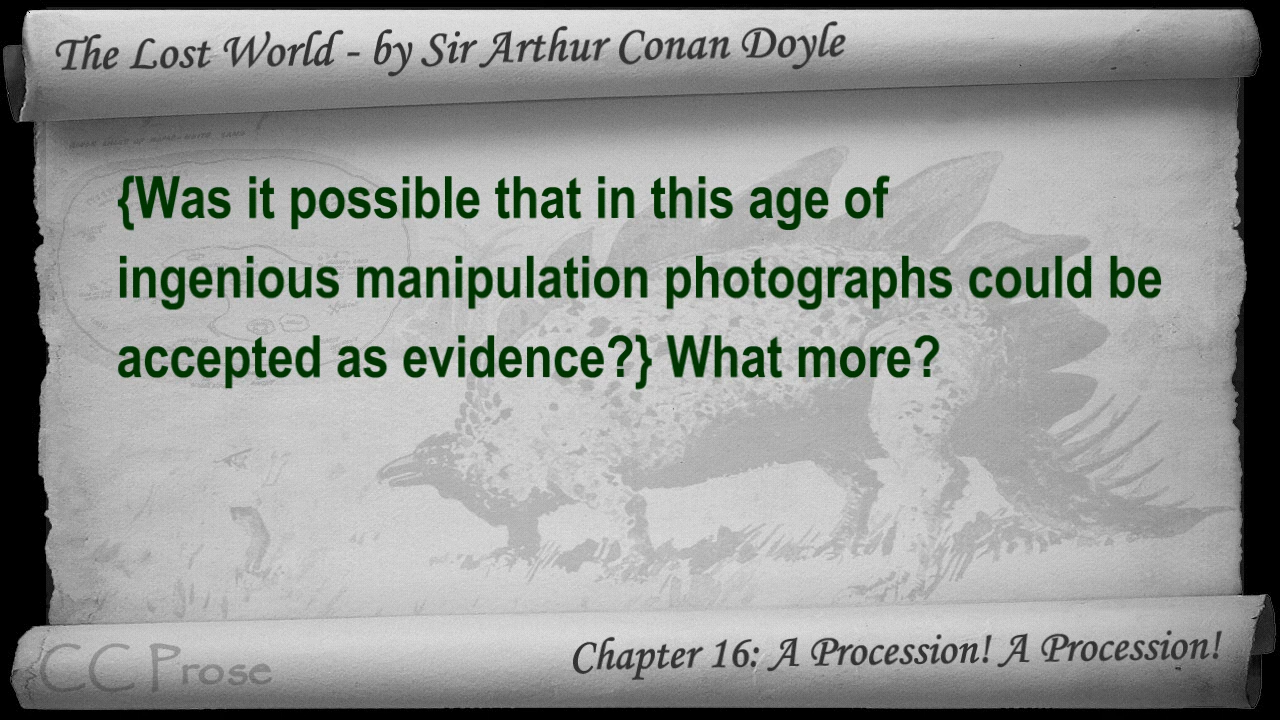 The Lost World - by Sir Arthur Conan Doyle
{Was it possible that in this age of
ingenious manipulation photographs could be
accepted as evidence?} What more?
Chapter 16: A Procession! A Procession!
CC Prose